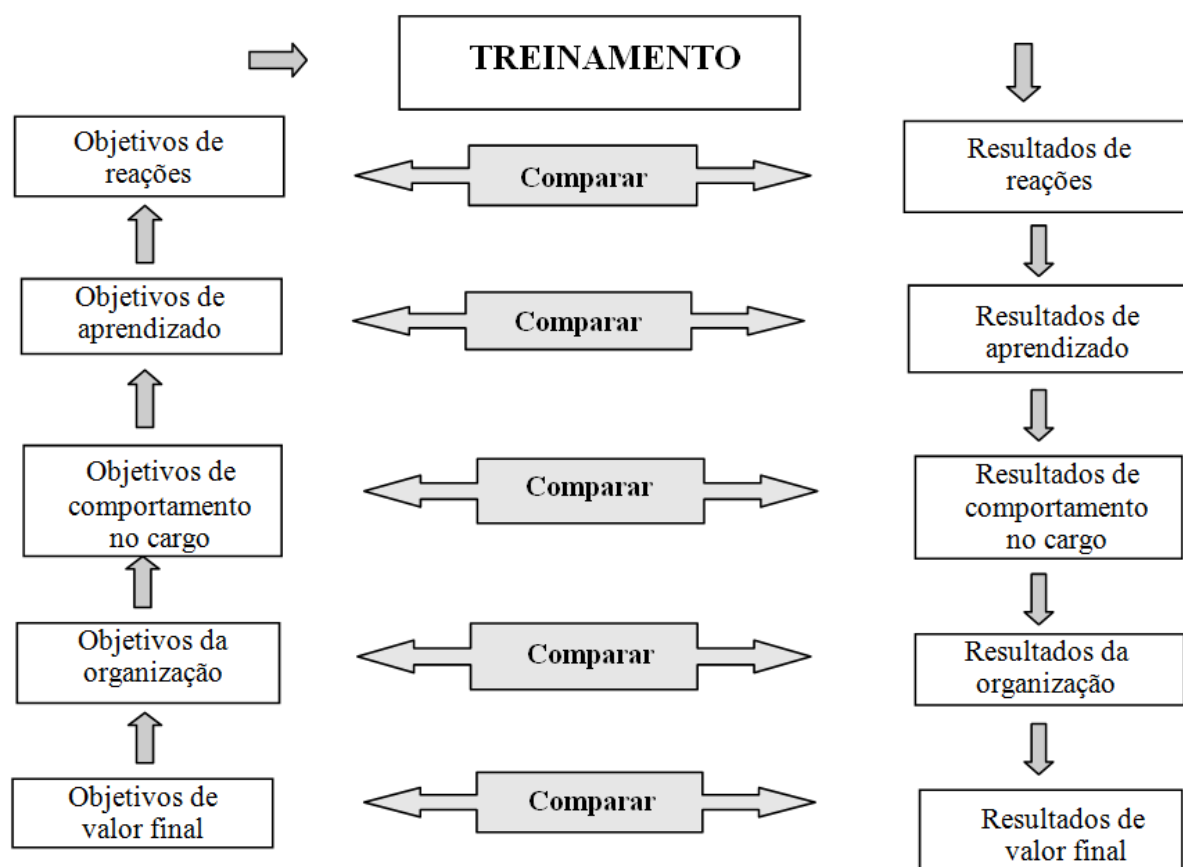 TREINAMENTO
Objetivos de
reações
Comparar
Resultados de
reações
Objetivos de
aprendizado
Comparar
Resultados de
aprendizado
Objetivos de
comportamento
no cargo
Comparar
Resultados de
comportamento
no cargo
Objetivos da
organização
Comparar
Resultados da
organização
Objetivos de
valor final
Comparar
Resultados de
valor final